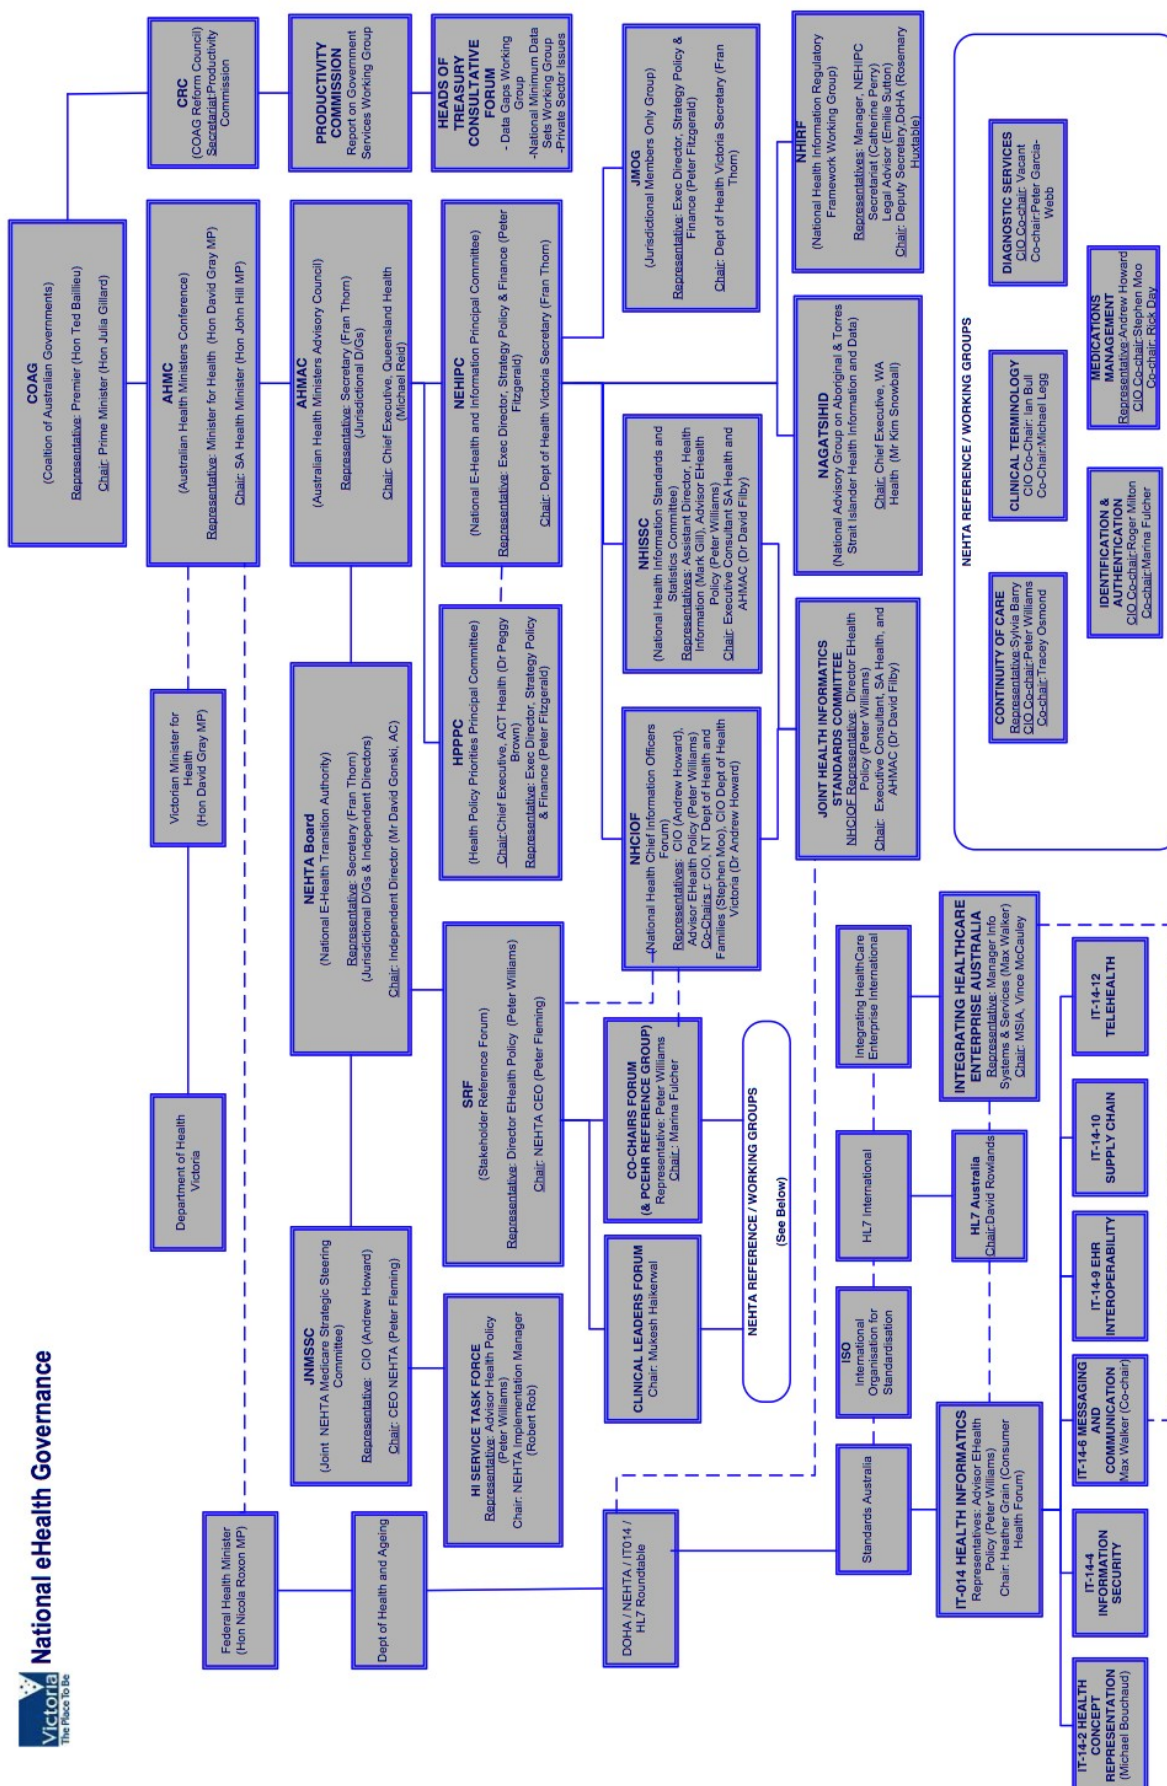 Victoria
The Place To Be
National eHealth Governance
COAG
(Coaltion of Australian Governments)
Representative: Premier (Hon Ted Baillieu)
Chair: Prime Minister (Hon Julia Gillard)
CRC
(COAG Reform Council)
Secretariat:Productivity
Commission
PRODUCTIVITY
COMMISSION
Report on Government
Services Working Group
HEADS OF
TREASURY
CONSULTATIVE
FORUM
- Data Gaps Working
Group
-National Minimum Data
Sets Working Group
-Private Sector Issues
AHMC
(Australian Health Ministers Conference)
Representative: Minister for Health (Hon David Gray MP)
Chair: SA Health Minister (Hon John Hill MP)
Victorian Minister for
Health
(Hon David Gray MP)
Department of Health
Victoria
Federal Health Minister
(Hon Nicola Roxon MP)
Dept of Health and Ageing
AHMAC
(Australian Health Ministers Advisory Council)
Representative: Secretary (Fran Thorn)
(Jurisdictional D/Gs)
Chair: Chief Executive, Queensland Health
(Michael Reid)
NEHTA Board
(National E-Health Transition Authority)
Representative: Secretary (Fran Thorn)
(Jurisdictional D/Gs & Independent Directors)
Chair: Independent Director (Mr David Gonski, AC)
JNMSSC
(Joint NEHTA Medicare Strategic Steering
Committee)
Representative: CIO (Andrew Howard)
Chair: CEO NEHTA (Peter Fleming)
NEHIPC
(National E-Health and Information Principal Committee)
Representative: Exec Director, Strategy Policy & Finance (Peter
Fitzgerald)
Chair: Dept of Health Victoria Secretary (Fran Thorn)
HPPPC
(Health Policy Priorities Principal Committee)
Chair:Chief Executive, ACT Health (Dr Peggy
Brown)
Representative: Exec Director, Strategy Policy
& Finance (Peter Fitzgerald)
SRF
(Stakeholder Reference Forum)
Representative: Director EHealth Policy (Peter Williams)
Chair: NEHTA CEO (Peter Fleming)
HI SERVICE TASK FORCE
Representative: Advisor Health Policy
(Peter Williams)
Chair: NEHTA Implementation Manager
(Robert Rob)
JMOG
(Jurisdictional Members Only Group)
Representative: Exec Director, Strategy Policy &
Finance (Peter Fitzgerald)
Chair: Dept of Health Victoria Secretary (Fran
Thorn)
NHISSC
(National Health Information Standards and
Statistics Committee)
Representatives: Assistant Director, Health
Information (Mark Gill), Advisor EHealth
Policy (Peter Williams)
Chair: Executive Consultant SA Health and
AHMAC (Dr David Filby)
NHCIOF
(National Health Chief Information Officers
Forum)
Representatives: CIO (Andrew Howard),
Advisor EHealth Policy (Peter Williams)
Co-Chairs r: CIO, NT Dept of Health and
Families (Stephen Moo), CIO Dept of Health
Victoria (Dr Andrew Howard)
CO-CHAIRS FORUM
(& PCEHR REFERENCE GROUP)
Representative: Peter Williams
Chair : Marina Fulcher
CLINICAL LEADERS FORUM
Chair: Mukesh Haikerwal
DOHA / NEHTA / IT014 /
HL7 Roundtable
NEHTA REFERENCE / WORKING GROUPS
(See Below)
NHIRF
(National Health Information Regulatory
Framework Working Group)
Representatives: Manager, NEHIPC
Secretariat (Catherine Perry)
Legal Advisor (Emilie Sutton)
Chair: Deputy Secretary,DoHA (Rosemary
Huxtable)
NAGATSIHID
(National Advisory Group on Aboriginal & Torres
Strait Islander Health Information and Data)
Chair: Chief Executive, WA
Health (Mr Kim Snowball)
JOINT HEALTH INFORMATICS
STANDARDS COMMITTEE
NHCIOF Representative: Director EHealth
Policy (Peter Williams)
Chair: Executive Consultant, SA Health, and
AHMAC (Dr David Filby)
Integrating HealthCare
Enterprise International
HL7 International
ISO
International
Organisation for
Standardisation
Standards Australia
INTEGRATING HEALTHCARE
ENTERPRISE AUSTRALIA
Representative: Manager Info
Systems & Services (Max Walker)
Chair: MSIA, Vince McCauley
HL7 Australia
Chair:David Rowlands
IT-014 HEALTH INFORMATICS
Representatives: Advisor EHealth
Policy (Peter Williams)
Chair: Heather Grain (Consumer
Health Forum)
IT-14-2 HEALTH
CONCEPT
REPRESENTATION
(Michael Bouchaud)
IT-14-4
INFORMATION
SECURITY
IT-14-6 MESSAGING
AND
COMMUNICATION
Max Walker (Co-chair)
IT-14-9 EHR
INTEROPERABILITY
IT-14-10
SUPPLY CHAIN
IT-14-12
TELEHEALTH
NEHTA REFERENCE / WORKING GROUPS
CONTINUITY OF CARE
Representative:Sylvia Barry
CIO Co-chair:Peter Williams
Co-chair:Tracey Osmond
CLINICAL TERMINOLOGY
CIO Co-Chair: Ian Bull
Co-Chair:Michael Legg
DIAGNOSTIC SERVICES
CIO Co-chair: Vacant
Co-chair:Peter Garcia-
Webb
IDENTIFICATION &
AUTHENTICATION
CIO Co-chair:Roger Milton
Co-chair:Marina Fulcher
MEDICATIONS
MANAGEMENT
Representative:Andrew Howard
CIO Co-chair:Stephen Moo
Co-chair: Rick Day